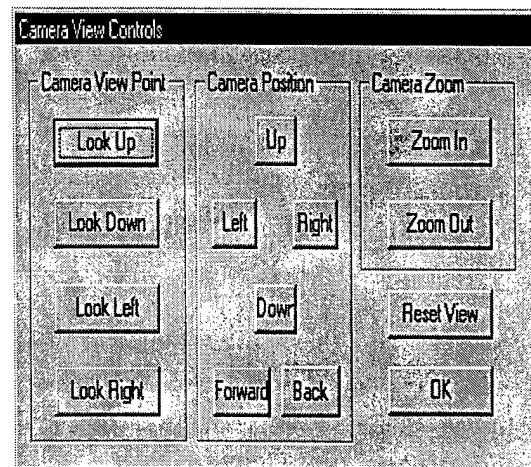 Camera View Controls
Camera View Point
Look Up
Look Down
Look Left
Look Right
Camera Position
Up
Left Right
Down
Forward Back
Camera Zoom
Zoom In
Zoom Out
Reset View
OK